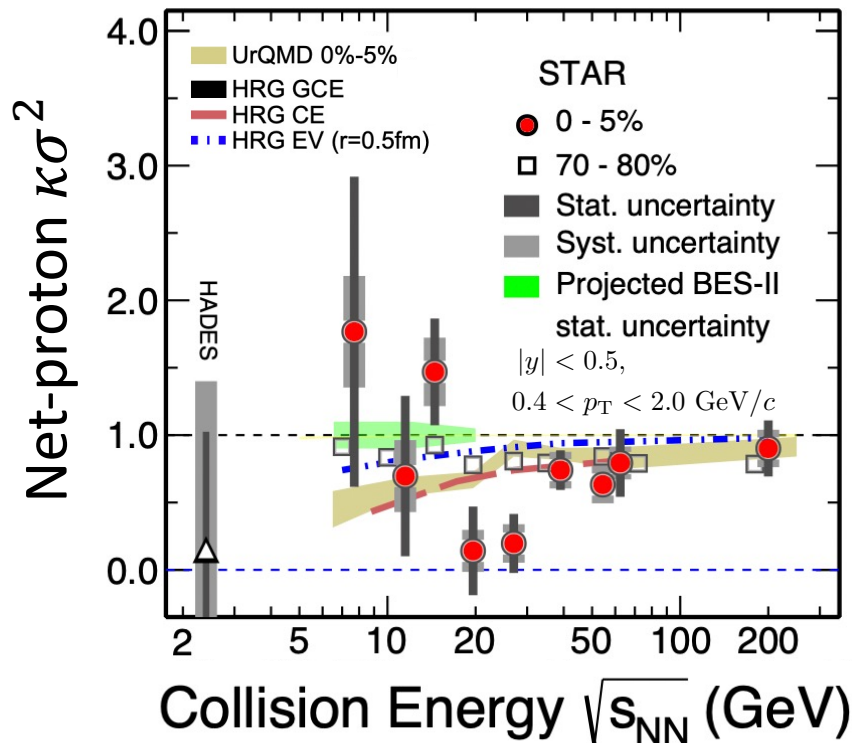 Net-proton κσ²
4.0
3.0
2.0
1.0
0.0
UrQMD 0%-5%
HRG GCE
HRG CE
HRG EV (r=0.5fm)
STAR
0 - 5%
70 - 80%
Stat. uncertainty
Syst. uncertainty
Projected BES-II
stat. uncertainty
|y| < 0.5,
0.4 < p_T < 2.0 GeV/c
HADES
2 5 10 20 50 100 200
Collision Energy √s_NN (GeV)